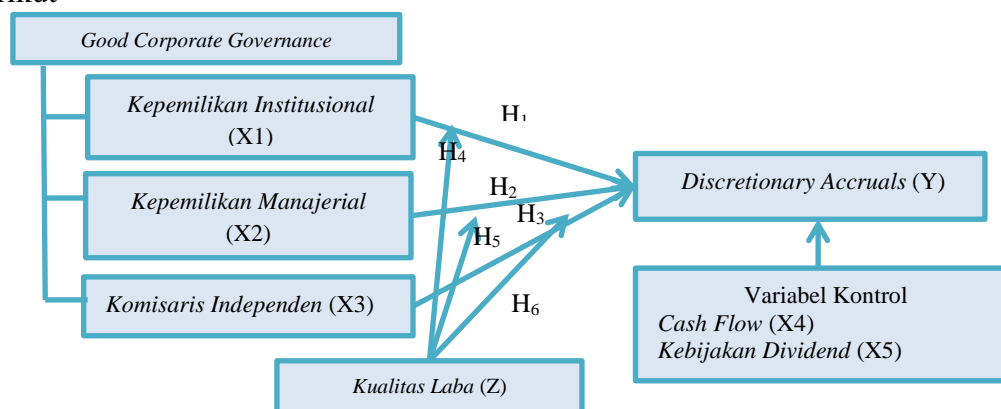 Good Corporate Governance
Kepemilikan Institusional
(X1)
H1
H4
Kepemilikan Manajerial
(X2)
H2
H3
H5
Discretionary Accruals (Y)
Komisaris Independen (X3)
H6
Variabel Kontrol
Cash Flow (X4)
Kebijakan Dividend (X5)
Kualitas Laba (Z)